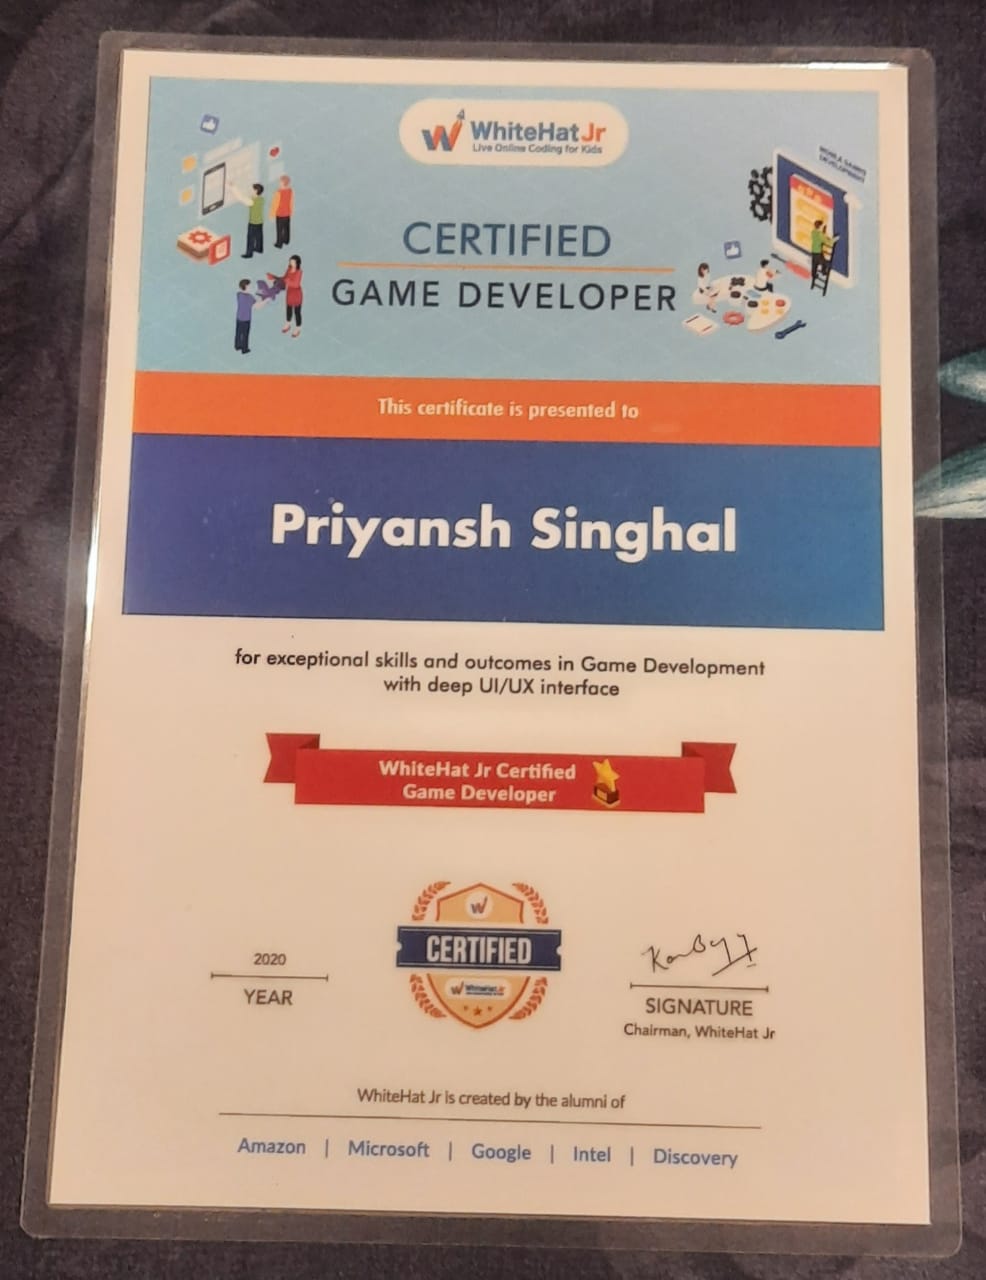 WhiteHat Jr
Live Online Coding for Kids
MOBILE GAMING
DEVELOPMENT
CERTIFIED
GAME DEVELOPER
This certificate is presented to
Priyansh Singhal
for exceptional skills and outcomes in Game Development
with deep UI/UX interface
WhiteHat Jr Certified
Game Developer
W
CERTIFIED
WhiteHat Jr
2020
YEAR
SIGNATURE
Chairman, WhiteHat Jr
WhiteHat Jr is created by the alumni of
Amazon | Microsoft | Google | Intel | Discovery